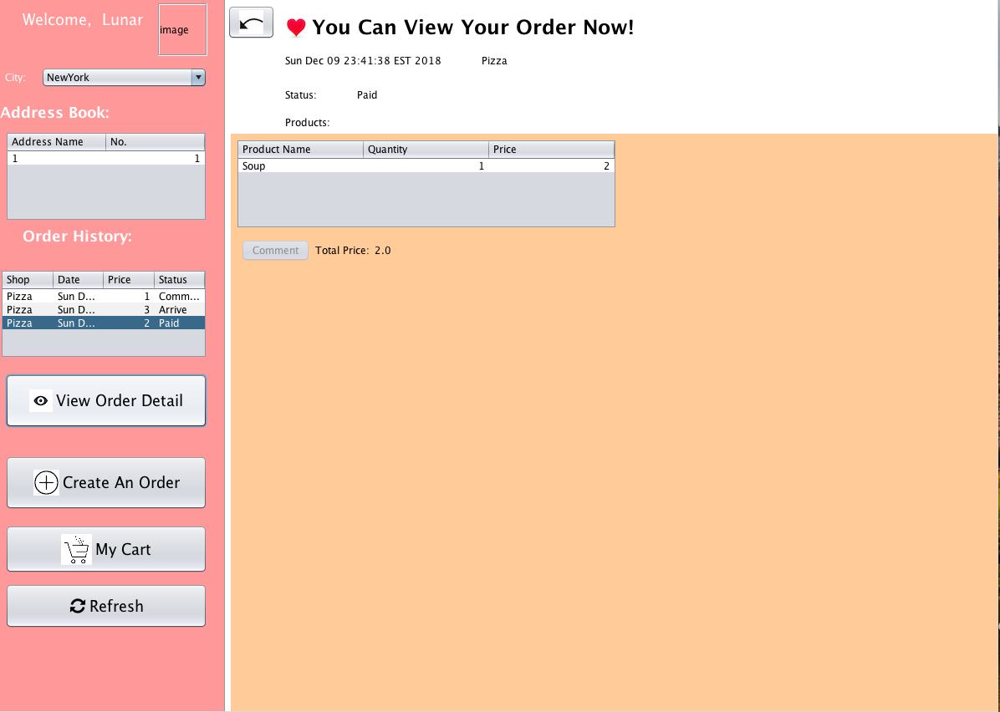 Welcome, Lunar
image
City: NewYork
Address Book:
Address Name No.
1 1
Order History:
Shop Date Price Status
Pizza Sun D... 1 Comm...
Pizza Sun D... 3 Arrive
Pizza Sun D... 2 Paid
View Order Detail
Create An Order
My Cart
Refresh
You Can View Your Order Now!
Sun Dec 09 23:41:38 EST 2018 Pizza
Status: Paid
Products:
Product Name Quantity Price
Soup 1 2
Comment Total Price: 2.0